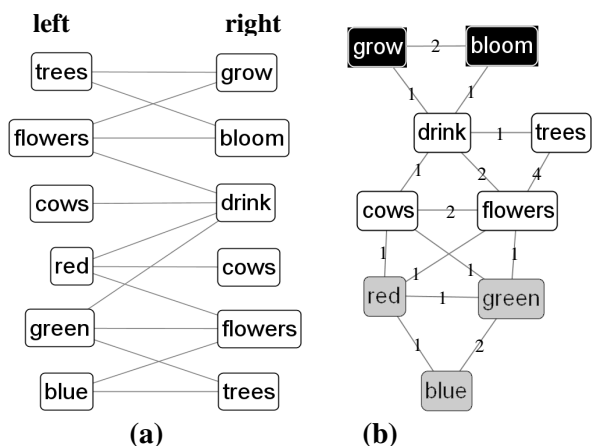 left right
trees grow
flowers bloom
cows drink
red cows
green flowers
blue trees
(a)
grow 2 bloom
1 1
drink 1 trees
1 2 4
cows 2 flowers
1 1 1 1
red 1 green
1 2
blue
(b)